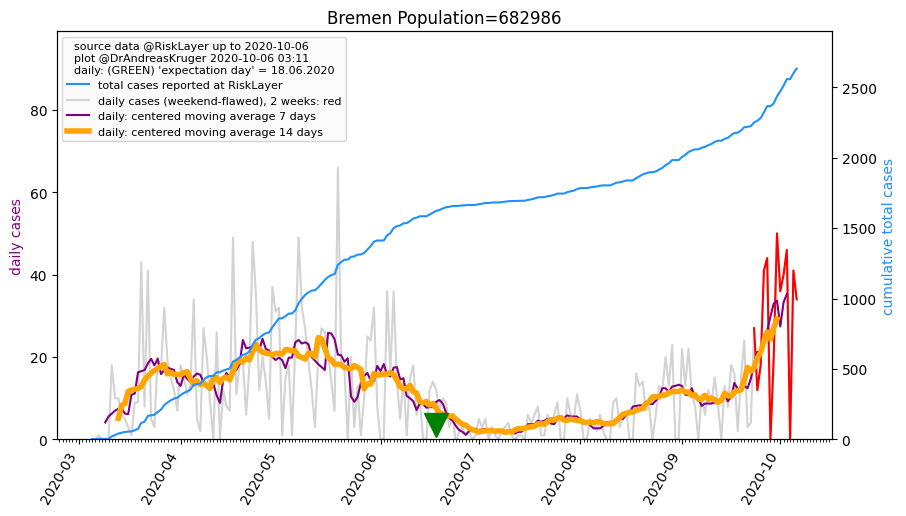 Bremen Population=682986
source data @RiskLayer up to 2020-10-06
plot @DrAndreasKruger 2020-10-06 03:11
daily: (GREEN) 'expectation day' = 18.06.2020
total cases reported at RiskLayer
daily cases (weekend-flawed), 2 weeks: red
daily: centered moving average 7 days
daily: centered moving average 14 days
daily cases
80
60
40
20
0
cumulative total cases
2500
2000
1500
1000
500
0
2020-03
2020-04
2020-05
2020-06
2020-07
2020-08
2020-09
2020-10